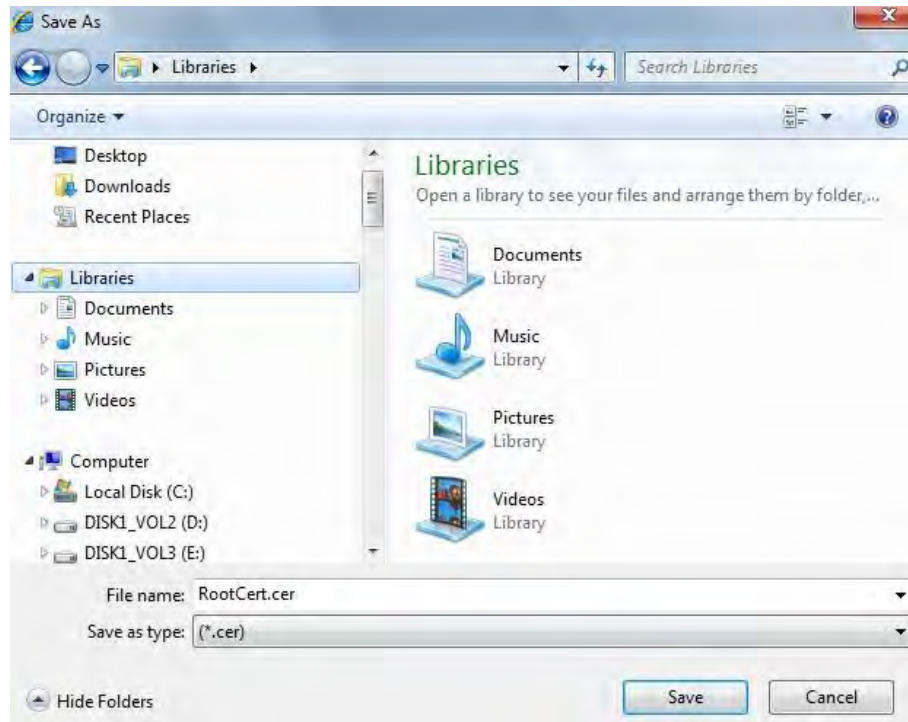 Save As
Libraries
Search Libraries
Organize
Desktop
Downloads
Recent Places
Libraries
Documents
Music
Pictures
Videos
Computer
Local Disk (C:)
DISK1_VOL2 (D:)
DISK1_VOL3 (E:)
Libraries
Open a library to see your files and arrange them by folder,...
Documents
Library
Music
Library
Pictures
Library
Videos
Library
File name: RootCert.cer
Save as type: (*.cer)
Hide Folders
Save
Cancel